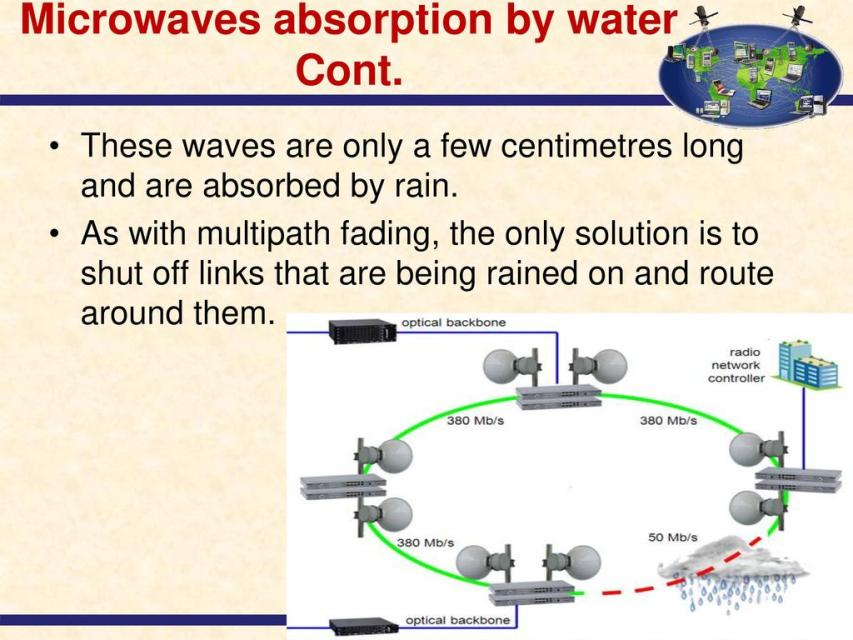 Microwaves absorption by water
Cont.
• These waves are only a few centimetres long
and are absorbed by rain.
• As with multipath fading, the only solution is to
shut off links that are being rained on and route
around them.
optical backbone
radio
network
controller
380 Mb/s
380 Mb/s
380 Mb/s
50 Mb/s
optical backbone